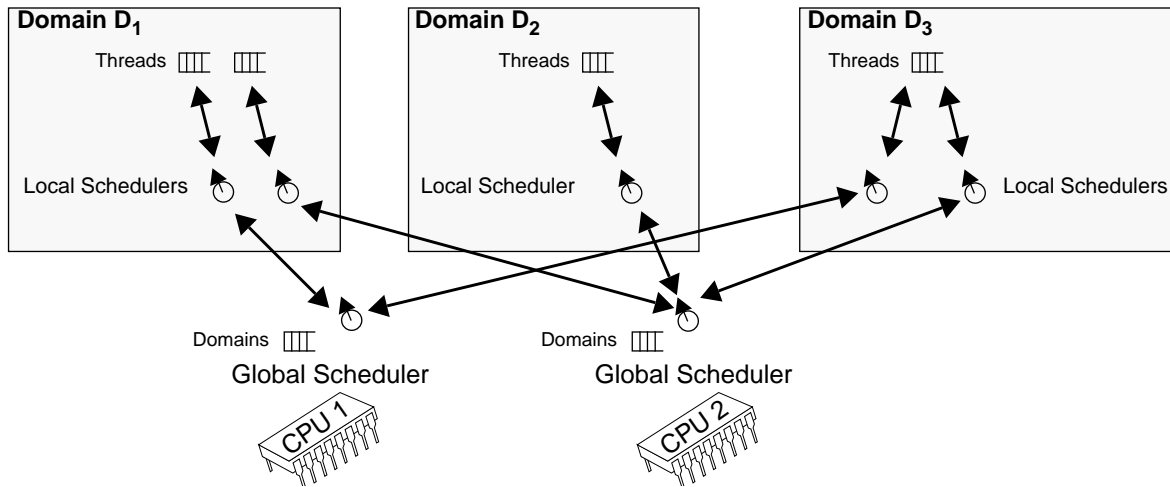 Domain D1
Domain D2
Domain D3
Threads
Threads
Threads
Local Schedulers
Local Scheduler
Local Schedulers
Domains
Domains
Global Scheduler
Global Scheduler
CPU 1
CPU 2